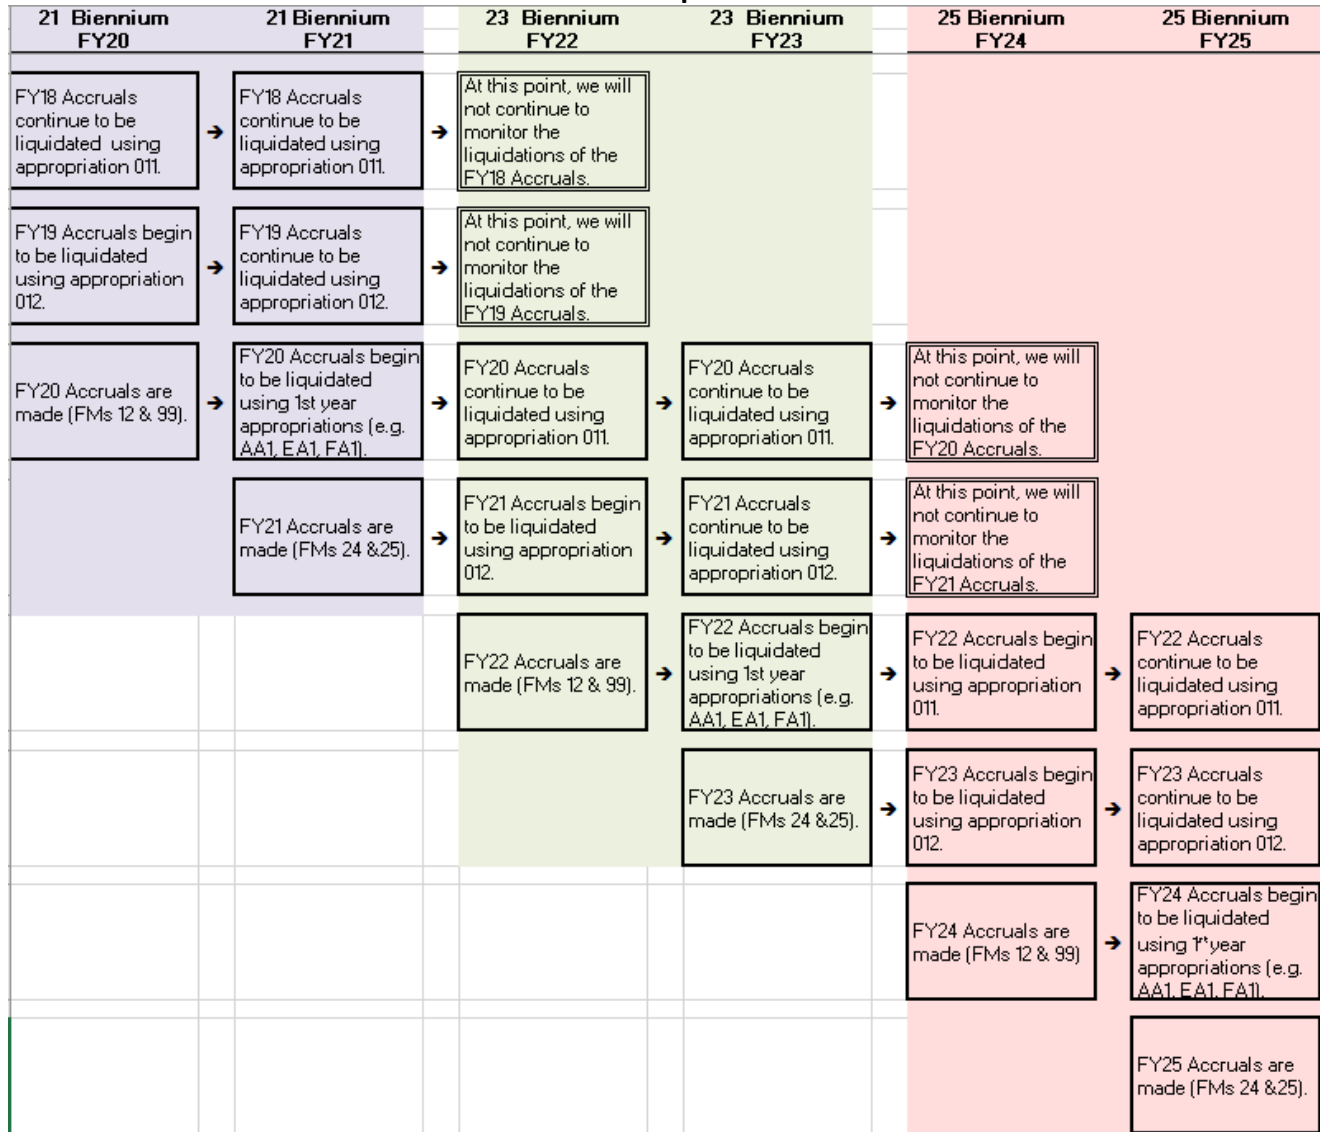 21 Biennium
FY20
21 Biennium
FY21
23 Biennium
FY22
23 Biennium
FY23
25 Biennium
FY24
25 Biennium
FY25
FY18 Accruals
continue to be
liquidated using
appropriation 011.
→
FY18 Accruals
continue to be
liquidated using
appropriation 011.
→
At this point, we will
not continue to
monitor the
liquidations of the
FY18 Accruals.
FY19 Accruals begin
to be liquidated
using appropriation
012.
→
FY19 Accruals
continue to be
liquidated using
appropriation 012.
→
At this point, we will
not continue to
monitor the
liquidations of the
FY19 Accruals.
FY20 Accruals are
made (FMs 12 & 99).
→
FY20 Accruals begin
to be liquidated
using 1st year
appropriations (e.g.
AA1, EA1, FA1).
→
FY20 Accruals
continue to be
liquidated using
appropriation 011.
→
FY20 Accruals
continue to be
liquidated using
appropriation 011.
→
At this point, we will
not continue to
monitor the
liquidations of the
FY20 Accruals.
FY21 Accruals are
made (FMs 24 &25).
→
FY21 Accruals begin
to be liquidated
using appropriation
012.
→
FY21 Accruals
continue to be
liquidated using
appropriation 012.
→
At this point, we will
not continue to
monitor the
liquidations of the
FY21 Accruals.
FY22 Accruals are
made (FMs 12 & 99).
→
FY22 Accruals begin
to be liquidated
using 1st year
appropriations (e.g.
AA1, EA1, FA1).
→
FY22 Accruals begin
to be liquidated
using appropriation
011.
→
FY22 Accruals
continue to be
liquidated using
appropriation 011.
FY23 Accruals are
made (FMs 24 &25).
→
FY23 Accruals begin
to be liquidated
using appropriation
012.
→
FY23 Accruals
continue to be
liquidated using
appropriation 012.
FY24 Accruals are
made (FMs 12 & 99)
→
FY24 Accruals begin
to be liquidated
using 1st year
appropriations (e.g.
AA1, EA1, FA1).
FY25 Accruals are
made (FMs 24 &25).